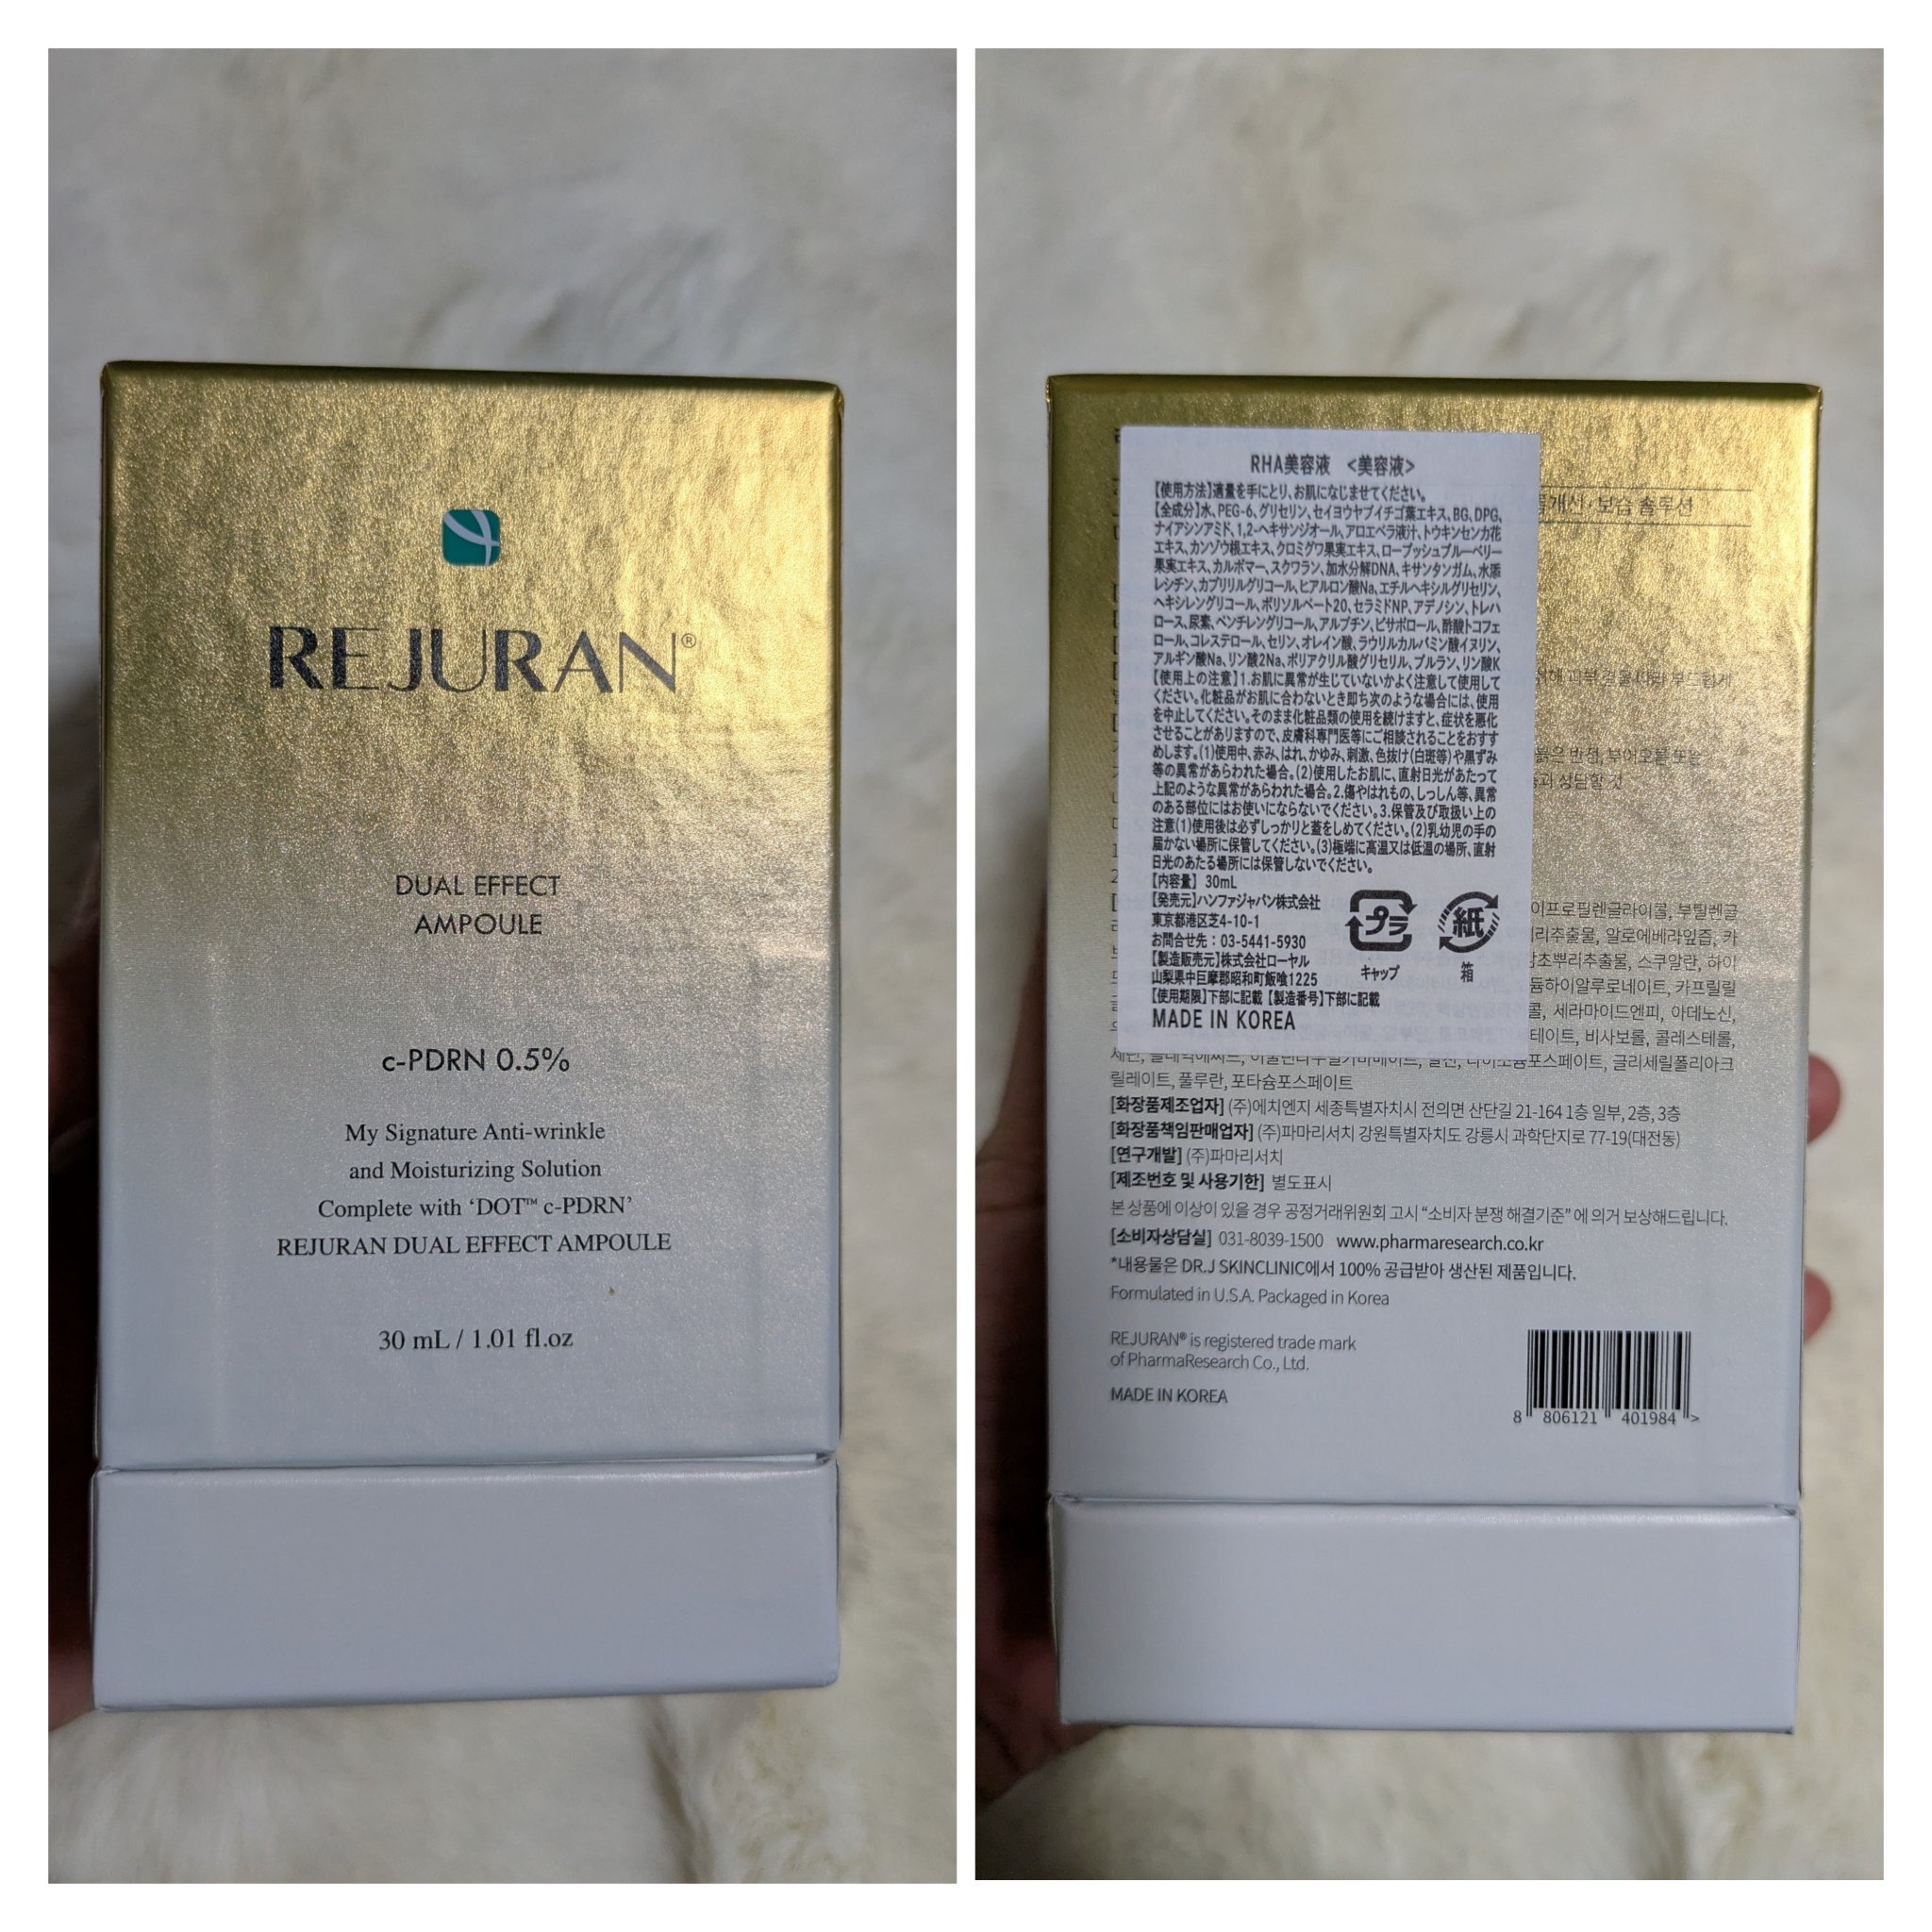 REJURAN®
DUAL EFFECT
AMPOULE
c-PDRN 0.5%
My Signature Anti-wrinkle
and Moisturizing Solution
Complete with ‘DOT™ c-PDRN’
REJURAN DUAL EFFECT AMPOULE
30 mL / 1.01 fl.oz
RHA美容液 <美容液>
【使用方法】適量を手にとり、お肌になじませてください。
【全成分】水、PEG-6、グリセリン、セイヨウヤブイチゴ葉エキス、BG、DPG、
ナイアシンアミド、1,2-ヘキサンジオール、アロエベラ液汁、トウキンセンカ花
エキス、カンゾウ根エキス、クロミグワ果実エキス、ローブッシュブルーベリー
果実エキス、カルボマー、スクワラン、加水分解DNA、キサンタンガム、水添
レシチン、カプリリルグリコール、ヒアルロン酸Na、エチルヘキシルグリセリン、
ヘキシレングリコール、ポリソルベート20、セラミドNP、アデノシン、トレハ
ロース、尿素、ペンチレングリコール、アルブチン、ビサボロール、酢酸トコフェ
ロール、コレステロール、セリン、オレイン酸、ラウリルカルバミン酸イヌリン、
アルギン酸Na、リン酸2Na、ポリアクリル酸グリセリル、プルラン、リン酸K
【使用上の注意】1.お肌に異常が生じていないかよく注意して使用して
ください。化粧品がお肌に合わないとき即ち次のような場合には、使用
を中止してください。そのまま化粧品類の使用を続けますと、症状を悪化
させることがありますので、皮膚科専門医等にご相談されることをおすす
めします。(1)使用中、赤み、はれ、かゆみ、刺激、色抜け(白斑等)や黒ずみ
等の異常があらわれた場合。(2)使用したお肌に、直射日光があたって
上記のような異常があらわれた場合。2.傷やはれもの、しっしん等、異常
のある部位にはお使いにならないでください。3.保管及び取扱い上の
注意(1)使用後は必ずしっかりと蓋をしめてください。(2)乳幼児の手の
届かない場所に保管してください。(3)極端に高温又は低温の場所、直射
日光のあたる場所には保管しないでください。
【内容量】 30mL
【発売元】ハンファジャパン株式会社
東京都港区芝4-10-1
お問合せ先：03-5441-5930
【製造販売元】株式会社ローヤル
山梨県中巨摩郡昭和町飯喰1225
【使用期限】下部に記載【製造番号】下部に記載
MADE IN KOREA
プラ
キャップ
紙
箱
개선·보습 솔루션
붉은 반점, 부어오름 또는
상담할 것
이프로필렌글라이콜, 부틸렌글
리추출물, 알로에베라잎즙, 카
초뿌리추출물, 스쿠알란, 하이
듐하이알루로네이트, 카프릴릴
콜, 세라마이드엔피, 아데노신,
테이트, 비사보롤, 콜레스테롤,
포스페이트, 글리세릴폴리아크
릴레이트, 풀루란, 포타슘포스페이트
[화장품제조업자] (주)에치엔지 세종특별자치시 전의면 산단길 21-164 1층 일부, 2층, 3층
[화장품책임판매업자] (주)파마리서치 강원특별자치도 강릉시 과학단지로 77-19(대전동)
[연구개발] (주)파마리서치
[제조번호 및 사용기한] 별도표시
본 상품에 이상이 있을 경우 공정거래위원회 고시 “소비자 분쟁 해결기준” 에 의거 보상해드립니다.
[소비자상담실] 031-8039-1500 www.pharmaresearch.co.kr
*내용물은 DR.J SKINCLINIC에서 100% 공급받아 생산된 제품입니다.
Formulated in U.S.A. Packaged in Korea
REJURAN® is registered trade mark
of PharmaResearch Co., Ltd.
MADE IN KOREA
8 806121 401984 >